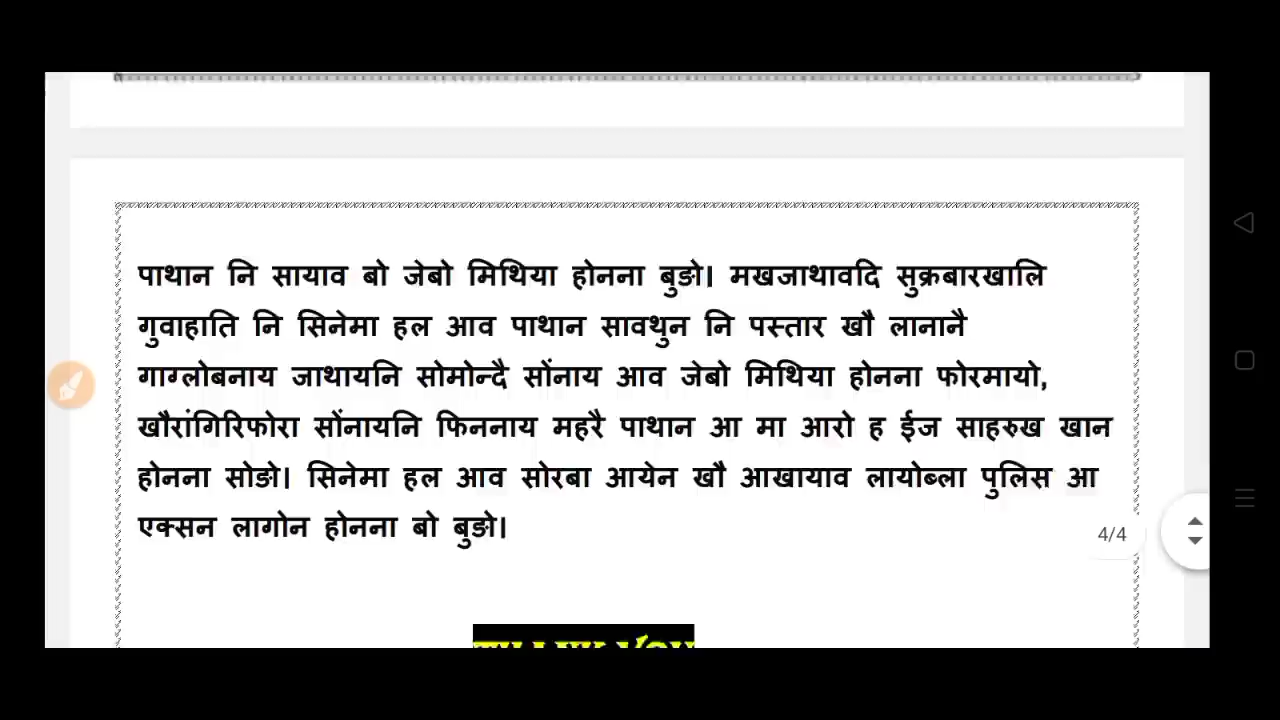 पाथान नि सायाव बो जेबो मिथिया होनना बुङो। मखजाथावदि सुक्रबारखालि
गुवाहाति नि सिनेमा हल आव पाथान सावथुन नि पस्तार खौ लानानै
गाग्लोबनाय जाथायनि सोमोन्दै सोंनाय आव जेबो मिथिया होनना फोरमायो,
खौरांगिरिफोरा सोंनायनि फिननाय महरै पाथान आ मा आरो ह ईज साहरुख खान
होनना सोङो। सिनेमा हल आव सोरबा आयेन खौ आखायाव लायोब्ला पुलिस आ
एक्सन लागोन होनना बो बुङो।
4/4